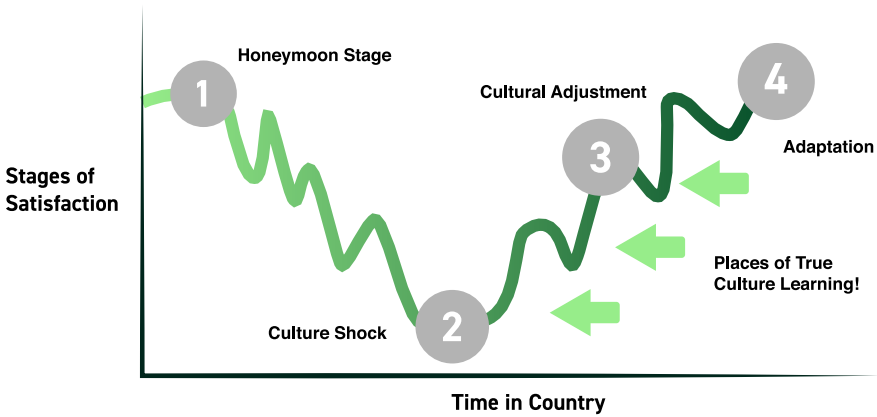 1
Honeymoon Stage
4
Cultural Adjustment
3
Adaptation
Stages of
Satisfaction
Places of True
Culture Learning!
2
Culture Shock
Time in Country